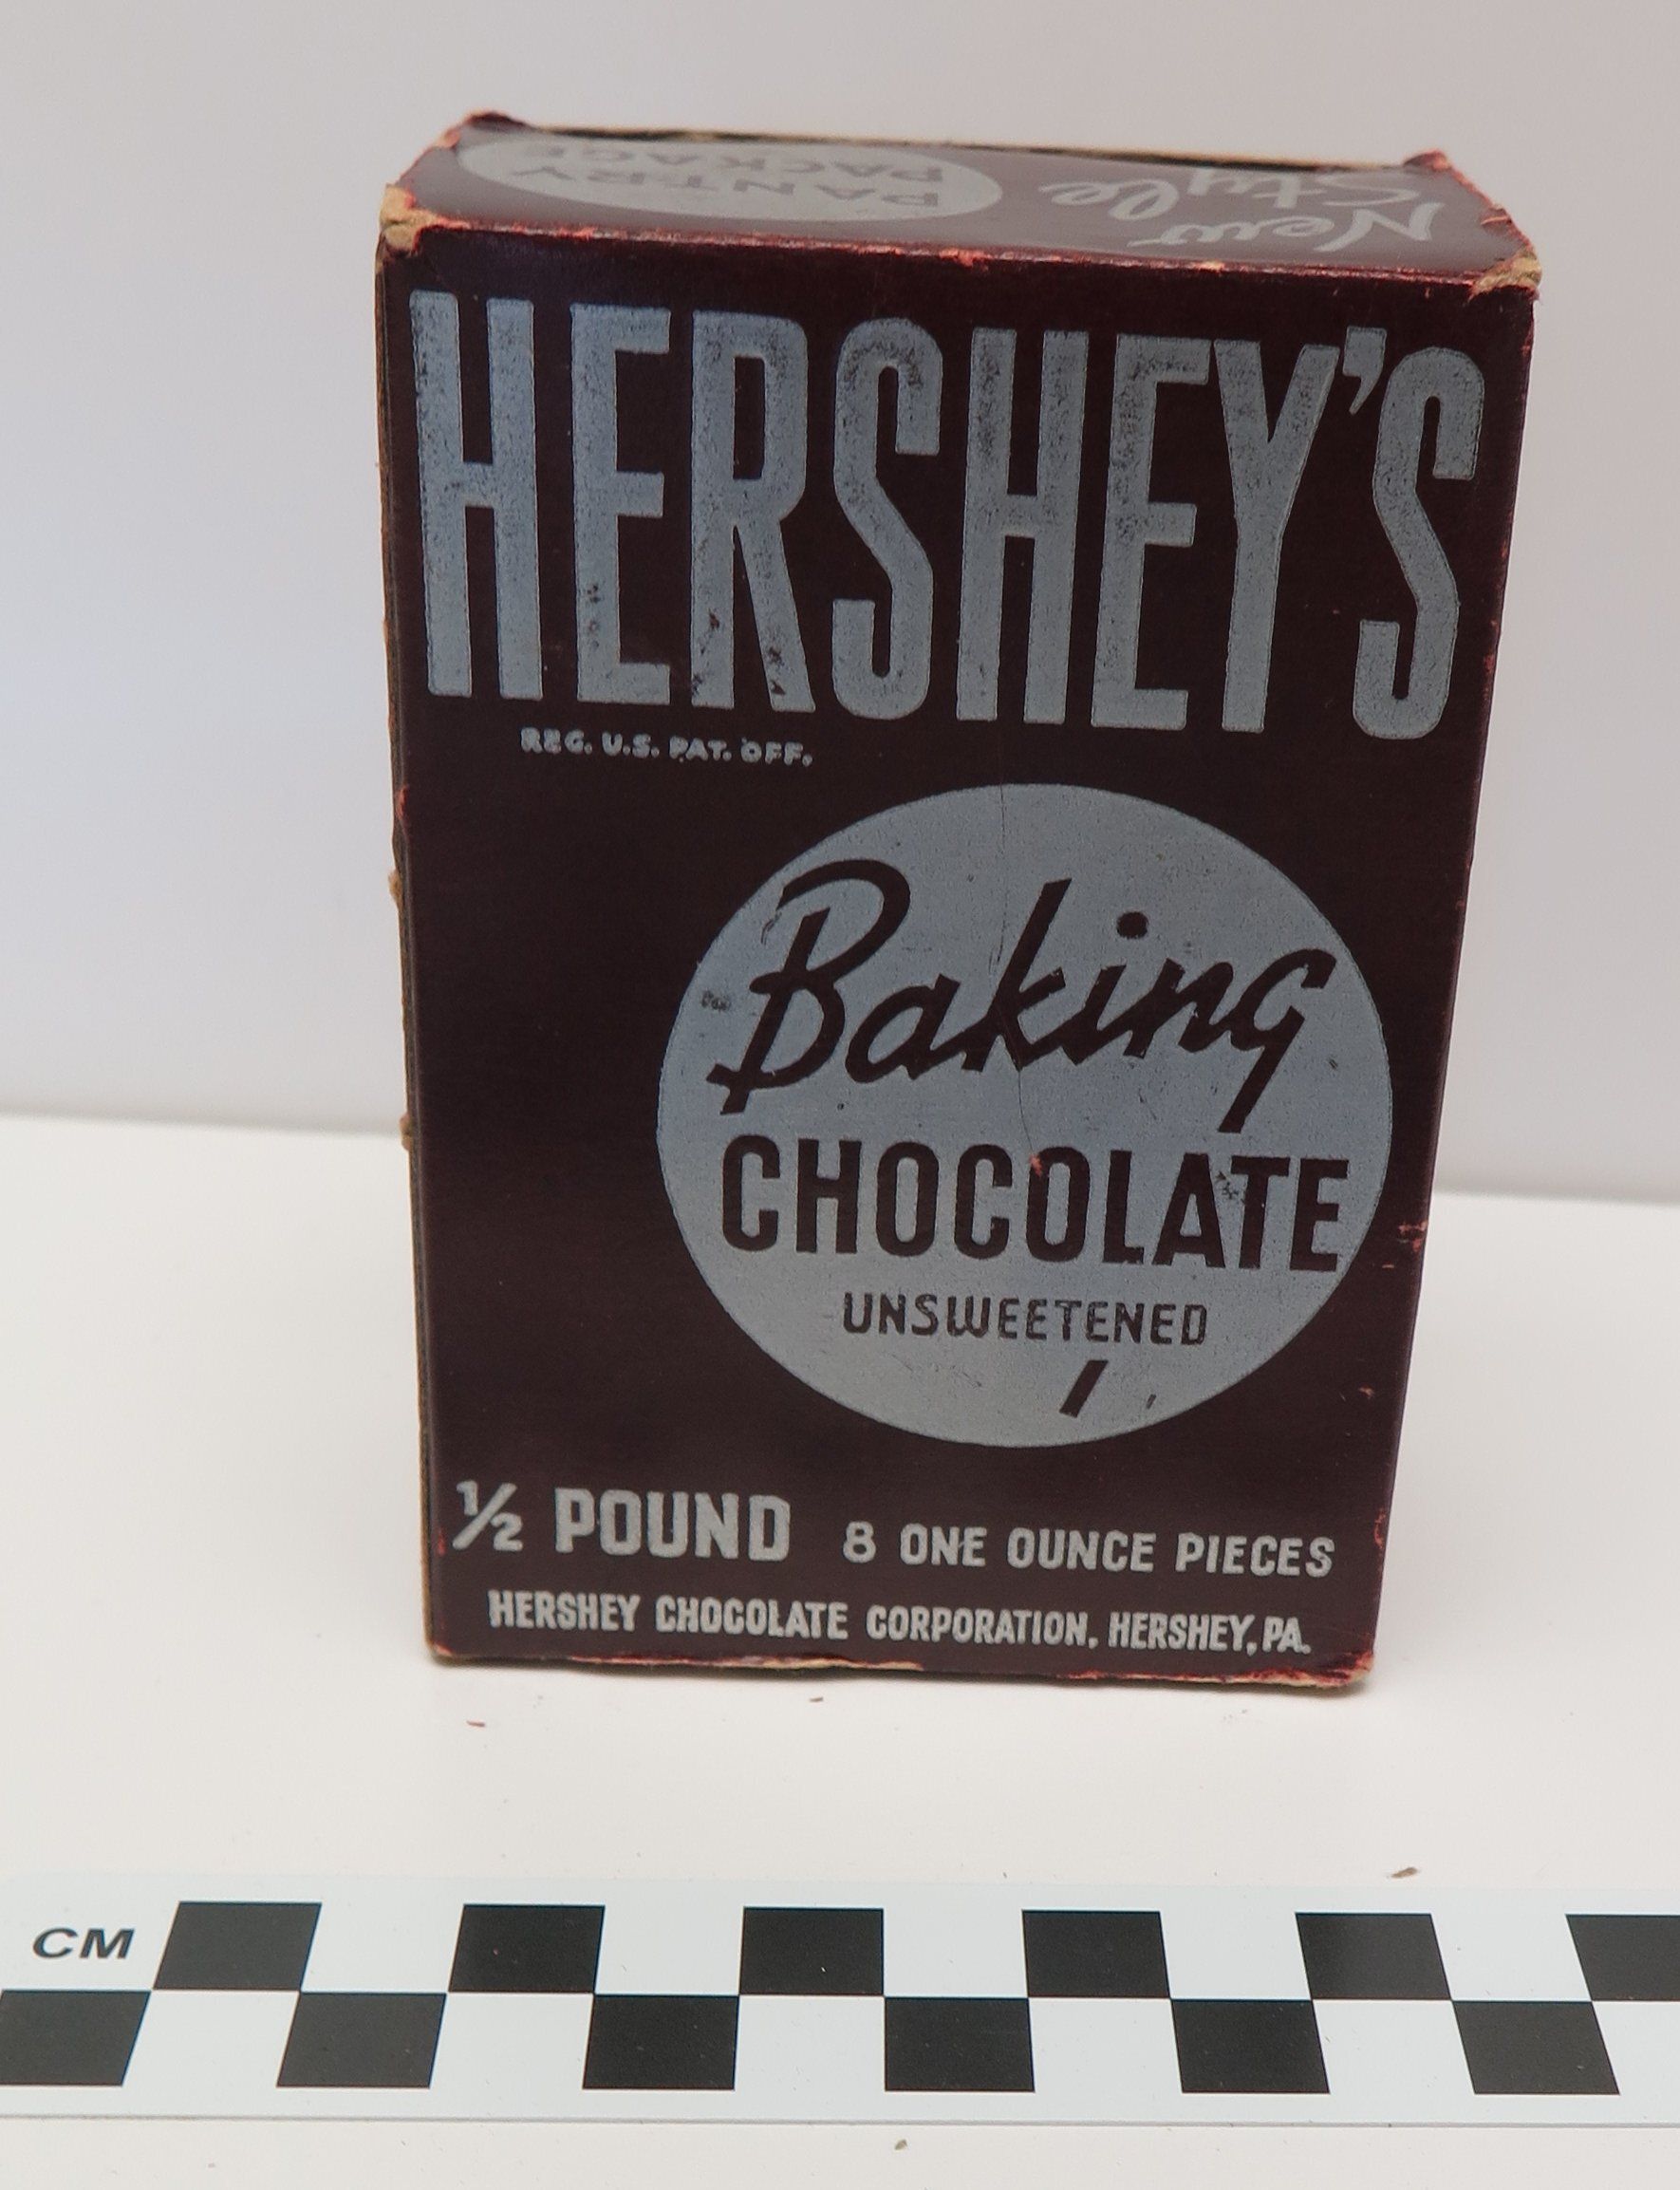 New
Style
PANTRY
PACKAGE
HERSHEY'S
REG. U.S. PAT. OFF.
Baking
CHOCOLATE
UNSWEETENED
½ POUND 8 ONE OUNCE PIECES
HERSHEY CHOCOLATE CORPORATION, HERSHEY, PA.
CM